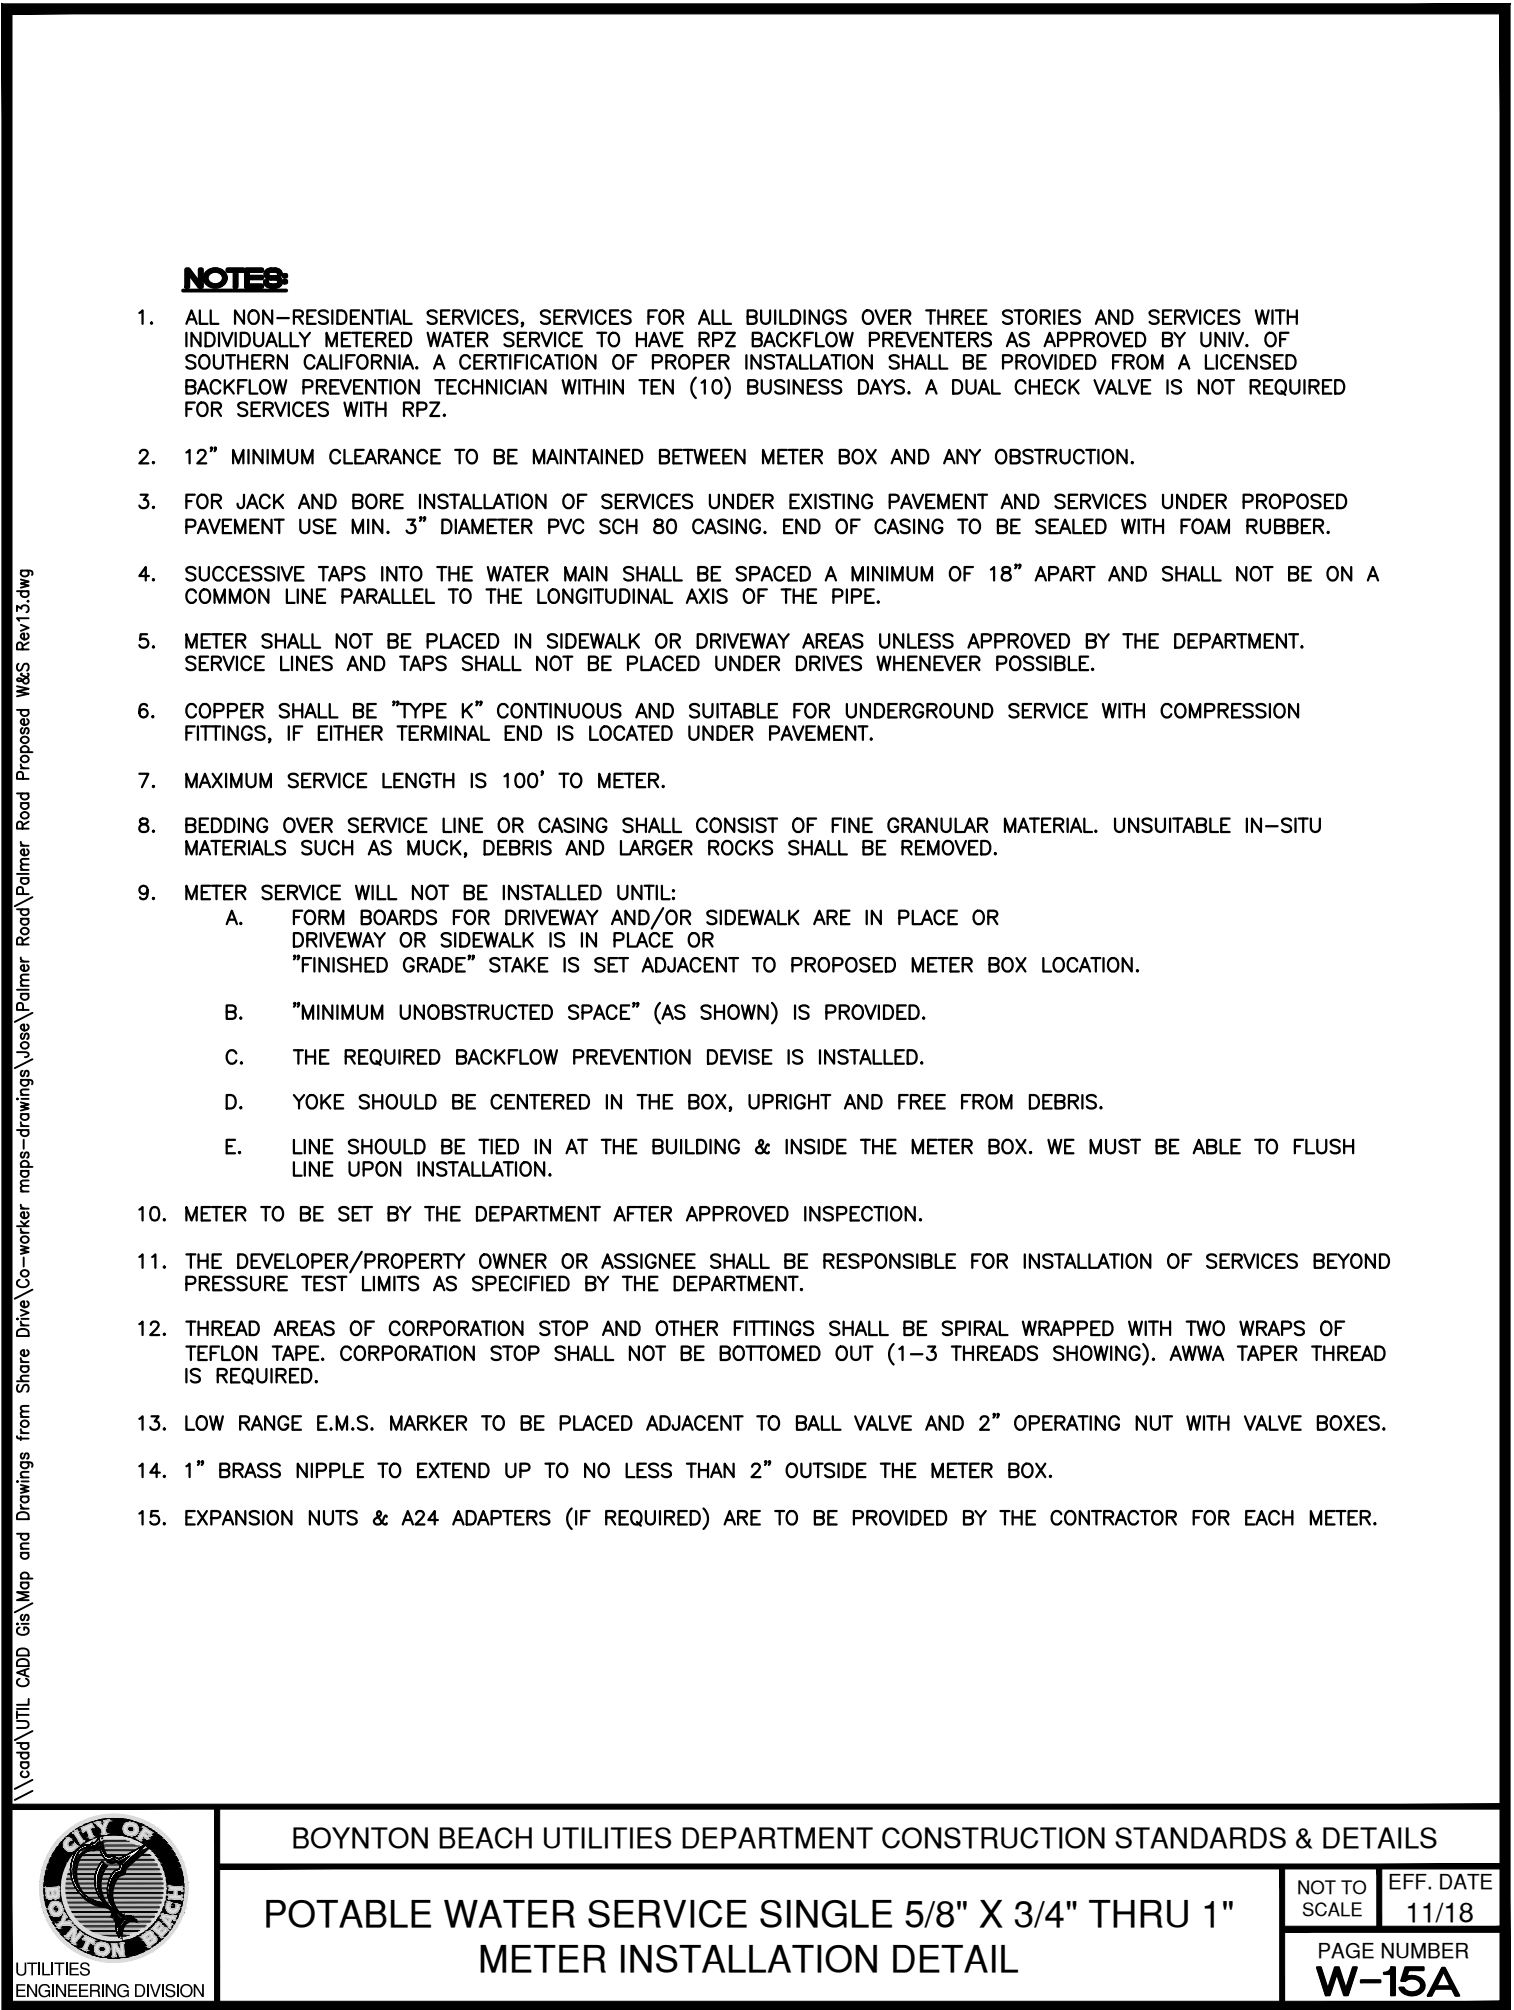 NOTES:
1. ALL NON-RESIDENTIAL SERVICES, SERVICES FOR ALL BUILDINGS OVER THREE STORIES AND SERVICES WITH
INDIVIDUALLY METERED WATER SERVICE TO HAVE RPZ BACKFLOW PREVENTERS AS APPROVED BY UNIV. OF
SOUTHERN CALIFORNIA. A CERTIFICATION OF PROPER INSTALLATION SHALL BE PROVIDED FROM A LICENSED
BACKFLOW PREVENTION TECHNICIAN WITHIN TEN (10) BUSINESS DAYS. A DUAL CHECK VALVE IS NOT REQUIRED
FOR SERVICES WITH RPZ.
2. 12" MINIMUM CLEARANCE TO BE MAINTAINED BETWEEN METER BOX AND ANY OBSTRUCTION.
3. FOR JACK AND BORE INSTALLATION OF SERVICES UNDER EXISTING PAVEMENT AND SERVICES UNDER PROPOSED
PAVEMENT USE MIN. 3" DIAMETER PVC SCH 80 CASING. END OF CASING TO BE SEALED WITH FOAM RUBBER.
4. SUCCESSIVE TAPS INTO THE WATER MAIN SHALL BE SPACED A MINIMUM OF 18" APART AND SHALL NOT BE ON A
COMMON LINE PARALLEL TO THE LONGITUDINAL AXIS OF THE PIPE.
5. METER SHALL NOT BE PLACED IN SIDEWALK OR DRIVEWAY AREAS UNLESS APPROVED BY THE DEPARTMENT.
SERVICE LINES AND TAPS SHALL NOT BE PLACED UNDER DRIVES WHENEVER POSSIBLE.
6. COPPER SHALL BE "TYPE K" CONTINUOUS AND SUITABLE FOR UNDERGROUND SERVICE WITH COMPRESSION
FITTINGS, IF EITHER TERMINAL END IS LOCATED UNDER PAVEMENT.
7. MAXIMUM SERVICE LENGTH IS 100' TO METER.
8. BEDDING OVER SERVICE LINE OR CASING SHALL CONSIST OF FINE GRANULAR MATERIAL. UNSUITABLE IN-SITU
MATERIALS SUCH AS MUCK, DEBRIS AND LARGER ROCKS SHALL BE REMOVED.
9. METER SERVICE WILL NOT BE INSTALLED UNTIL:
A. FORM BOARDS FOR DRIVEWAY AND/OR SIDEWALK ARE IN PLACE OR
DRIVEWAY OR SIDEWALK IS IN PLACE OR
"FINISHED GRADE" STAKE IS SET ADJACENT TO PROPOSED METER BOX LOCATION.
B. "MINIMUM UNOBSTRUCTED SPACE" (AS SHOWN) IS PROVIDED.
C. THE REQUIRED BACKFLOW PREVENTION DEVISE IS INSTALLED.
D. YOKE SHOULD BE CENTERED IN THE BOX, UPRIGHT AND FREE FROM DEBRIS.
E. LINE SHOULD BE TIED IN AT THE BUILDING & INSIDE THE METER BOX. WE MUST BE ABLE TO FLUSH
LINE UPON INSTALLATION.
10. METER TO BE SET BY THE DEPARTMENT AFTER APPROVED INSPECTION.
11. THE DEVELOPER/PROPERTY OWNER OR ASSIGNEE SHALL BE RESPONSIBLE FOR INSTALLATION OF SERVICES BEYOND
PRESSURE TEST LIMITS AS SPECIFIED BY THE DEPARTMENT.
12. THREAD AREAS OF CORPORATION STOP AND OTHER FITTINGS SHALL BE SPIRAL WRAPPED WITH TWO WRAPS OF
TEFLON TAPE. CORPORATION STOP SHALL NOT BE BOTTOMED OUT (1-3 THREADS SHOWING). AWWA TAPER THREAD
IS REQUIRED.
13. LOW RANGE E.M.S. MARKER TO BE PLACED ADJACENT TO BALL VALVE AND 2" OPERATING NUT WITH VALVE BOXES.
14. 1" BRASS NIPPLE TO EXTEND UP TO NO LESS THAN 2" OUTSIDE THE METER BOX.
15. EXPANSION NUTS & A24 ADAPTERS (IF REQUIRED) ARE TO BE PROVIDED BY THE CONTRACTOR FOR EACH METER.
\\cadd\UTIL CADD Gis\Map and Drawings from Share Drive\Co-worker maps-drawings\Jose\Palmer Road\Palmer Road Proposed W&S Rev13.dwg
CITY OF
BOYNTON BEACH
UTILITIES
ENGINEERING DIVISION
BOYNTON BEACH UTILITIES DEPARTMENT CONSTRUCTION STANDARDS & DETAILS
POTABLE WATER SERVICE SINGLE 5/8" X 3/4" THRU 1"
METER INSTALLATION DETAIL
NOT TO
SCALE
EFF. DATE
11/18
PAGE NUMBER
W-15A